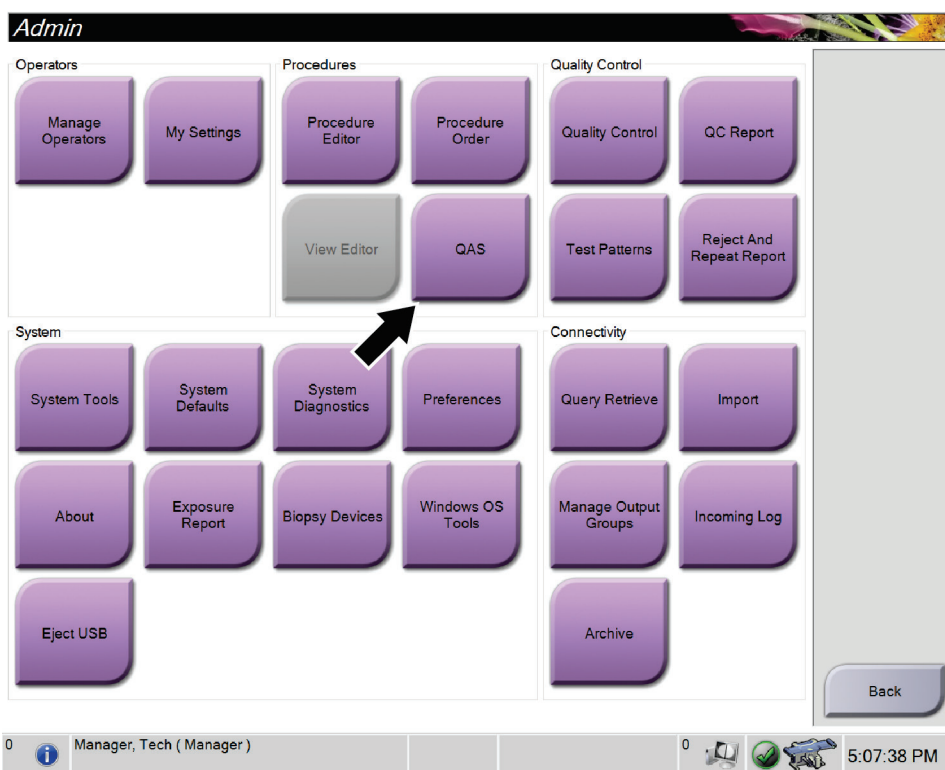 Admin
Operators
Manage
Operators
My Settings
Procedures
Procedure
Editor
Procedure
Order
View Editor
QAS
Quality Control
Quality Control
QC Report
Test Patterns
Reject And
Repeat Report
System
System Tools
System
Defaults
System
Diagnostics
Preferences
About
Exposure
Report
Biopsy Devices
Windows OS
Tools
Eject USB
Connectivity
Query Retrieve
Import
Manage Output
Groups
Incoming Log
Archive
Back
0
Manager, Tech ( Manager )
0
5:07:38 PM